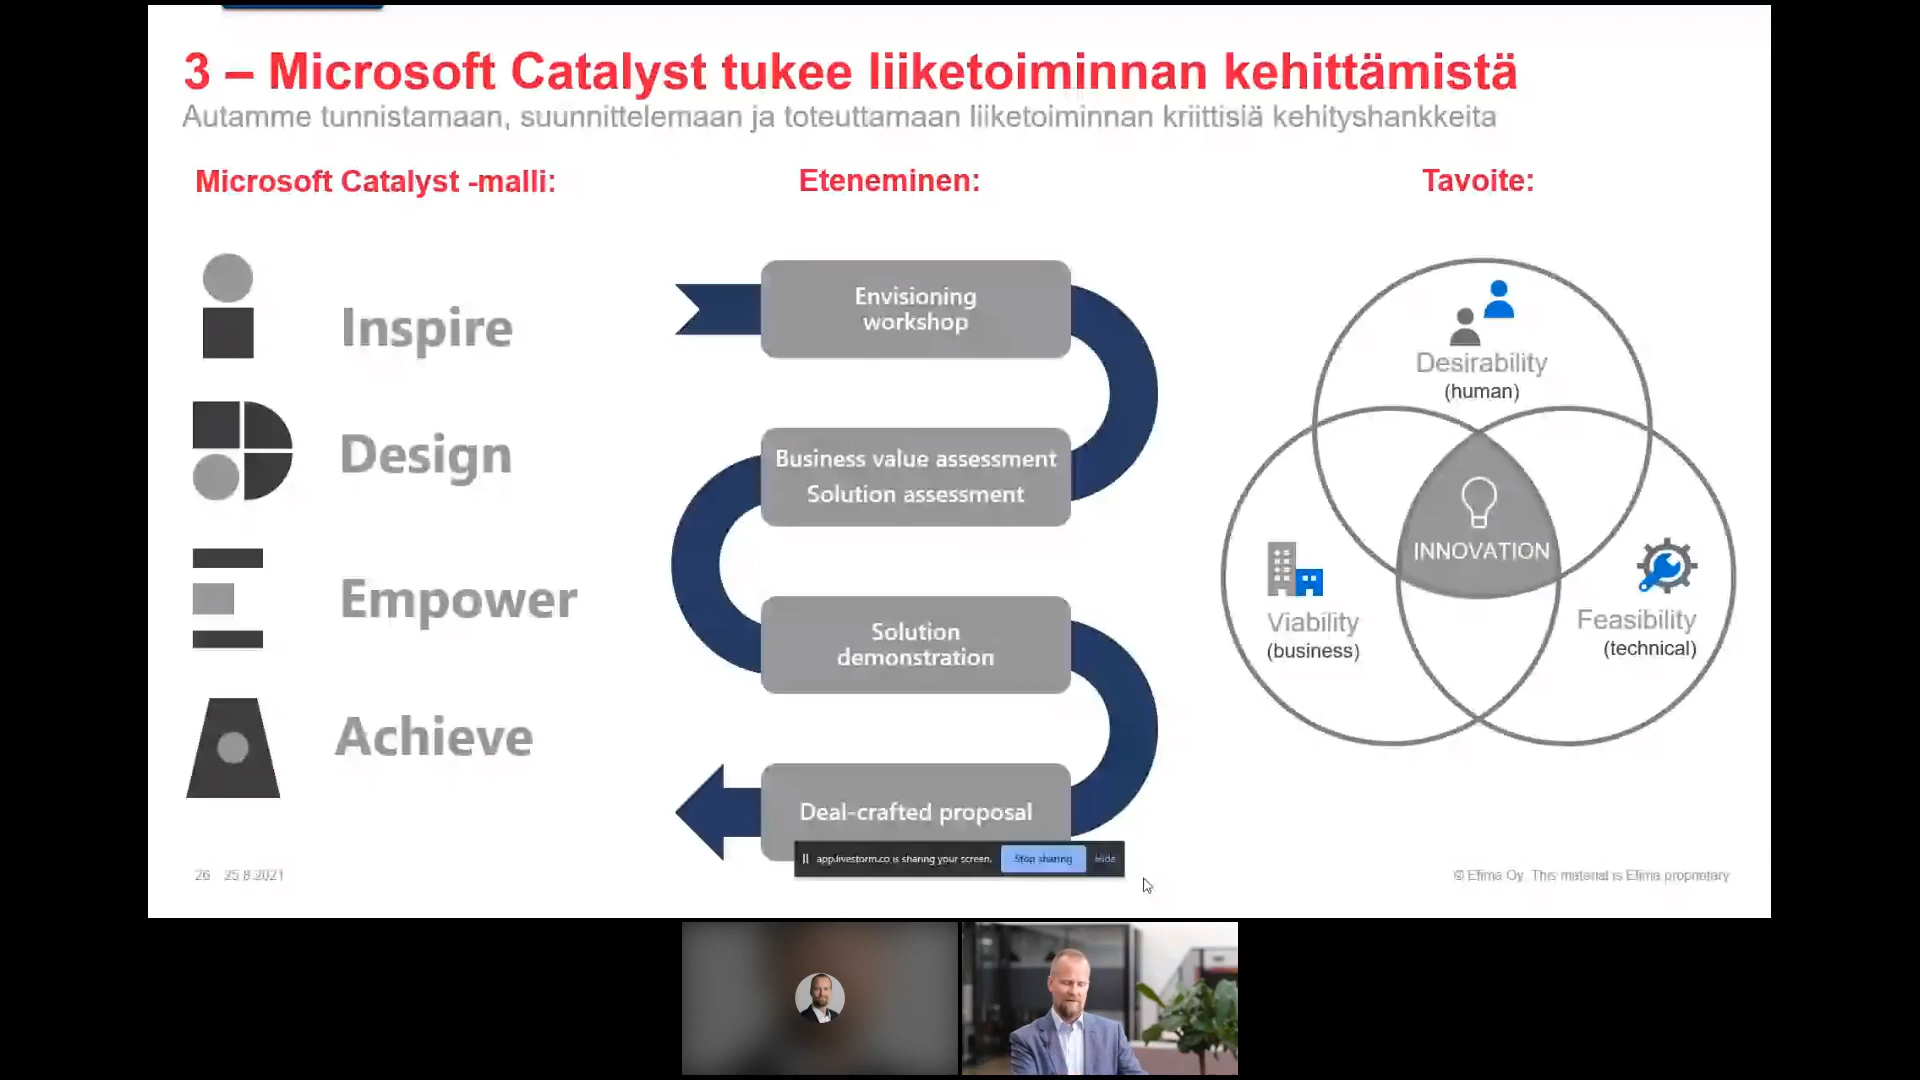 3 – Microsoft Catalyst tukee liiketoiminnan kehittämistä
Autamme tunnistamaan, suunnittelemaan ja toteuttamaan liiketoiminnan kriittisiä kehityshankkeita
Microsoft Catalyst -malli:
Inspire
Design
Empower
Achieve
Eteneminen:
Envisioning
workshop
Business value assessment
Solution assessment
Solution
demonstration
Deal-crafted proposal
Tavoite:
Desirability
(human)
INNOVATION
Viability
(business)
Feasibility
(technical)
app.livestorm.co is sharing your screen.
Stop sharing
Hide
26 25.8.2021
© Efima Oy This material is Efima proprietary